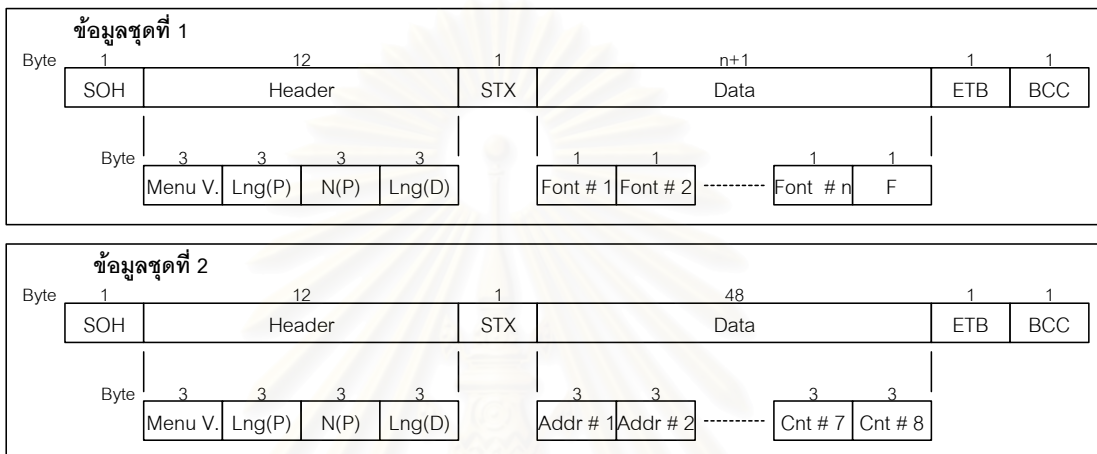 ข้อมูลชุดที่ 1
Byte 1 12 1 n+1 1 1
SOH Header STX Data ETB BCC
Byte 3 3 3 3 1 1 1 1
Menu V. Lng(P) N(P) Lng(D) Font # 1 Font # 2 Font # n F
ข้อมูลชุดที่ 2
Byte 1 12 1 48 1 1
SOH Header STX Data ETB BCC
Byte 3 3 3 3 3 3 3 3
Menu V. Lng(P) N(P) Lng(D) Addr # 1 Addr # 2 Cnt # 7 Cnt # 8